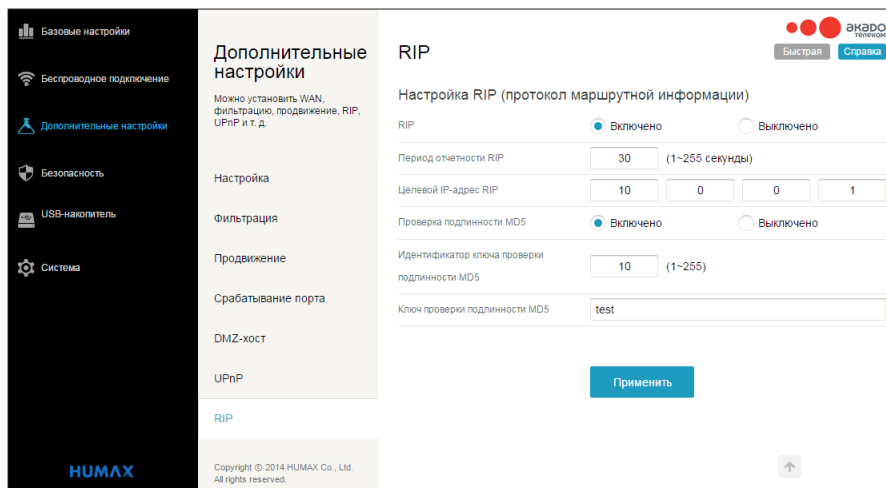 Базовые настройки
Беспроводное подключение
Дополнительные настройки
Безопасность
USB-накопитель
Система
HUMAX
Дополнительные
настройки
Можно установить WAN,
фильтрацию, продвижение, RIP,
UPnP и т. д.
Настройка
Фильтрация
Продвижение
Срабатывание порта
DMZ-хост
UPnP
RIP
Copyright © 2014 HUMAX Co., Ltd.
All rights reserved.
RIP
акадо
телеком
Быстрая
Справка
Настройка RIP (протокол маршрутной информации)
RIP
Включено
Выключено
Период отчетности RIP
30
(1~255 секунды)
Целевой IP-адрес RIP
10
0
0
1
Проверка подлинности MD5
Включено
Выключено
Идентификатор ключа проверки
подлинности MD5
10
(1~255)
Ключ проверки подлинности MD5
test
Применить